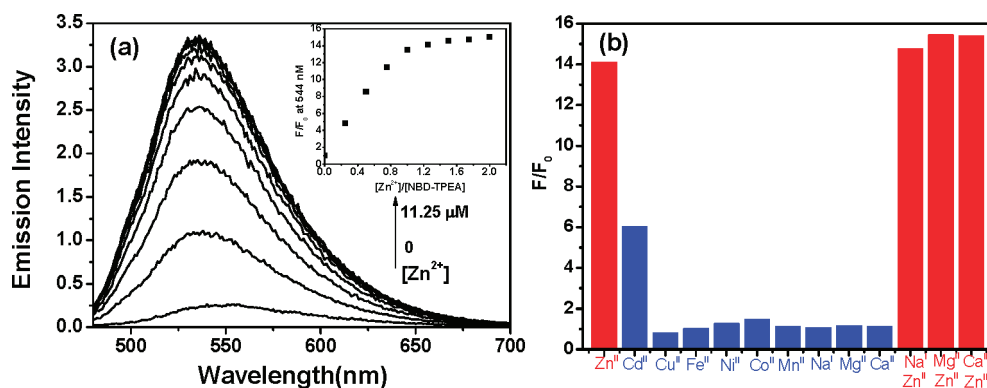 (a)
Emission Intensity
3.5
3.0
2.5
2.0
1.5
1.0
0.5
0.0
500
550
600
650
700
Wavelength(nm)
F/F₀ at 544 nM
16
14
12
10
8
6
4
2
0
0.0
0.4
0.8
1.2
1.6
2.0
[Zn²⁺]/[NBD-TPEA]
11.25 µM
0
[Zn²⁺]
(b)
F/F₀
16
14
12
10
8
6
4
2
0
Znᴵᴵ
Cdᴵᴵ
Cuᴵᴵ
Feᴵᴵ
Niᴵᴵ
Coᴵᴵ
Mnᴵᴵ
Naᴵ
Mgᴵᴵ
Caᴵᴵ
Naᴵ
Znᴵᴵ
Mgᴵᴵ
Znᴵᴵ
Caᴵᴵ
Znᴵᴵ